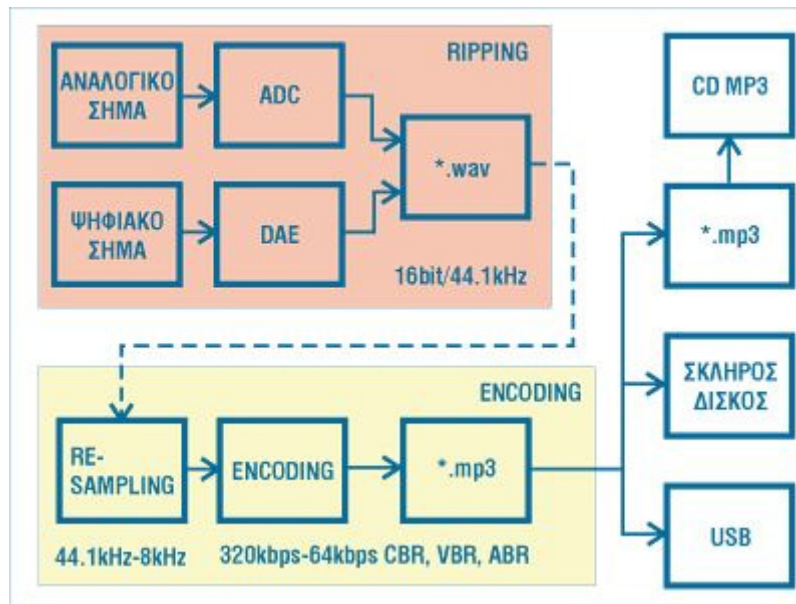 RIPPING
ΑΝΑΛΟΓΙΚΟ
ΣΗΜΑ
ADC
*.wav
ΨΗΦΙΑΚΟ
ΣΗΜΑ
DAE
16bit/44.1kHz
CD MP3
*.mp3
ΣΚΛΗΡΟΣ
ΔΙΣΚΟΣ
USB
ENCODING
RE-
SAMPLING
ENCODING
*.mp3
44.1kHz-8kHz
320kbps-64kbps CBR, VBR, ABR